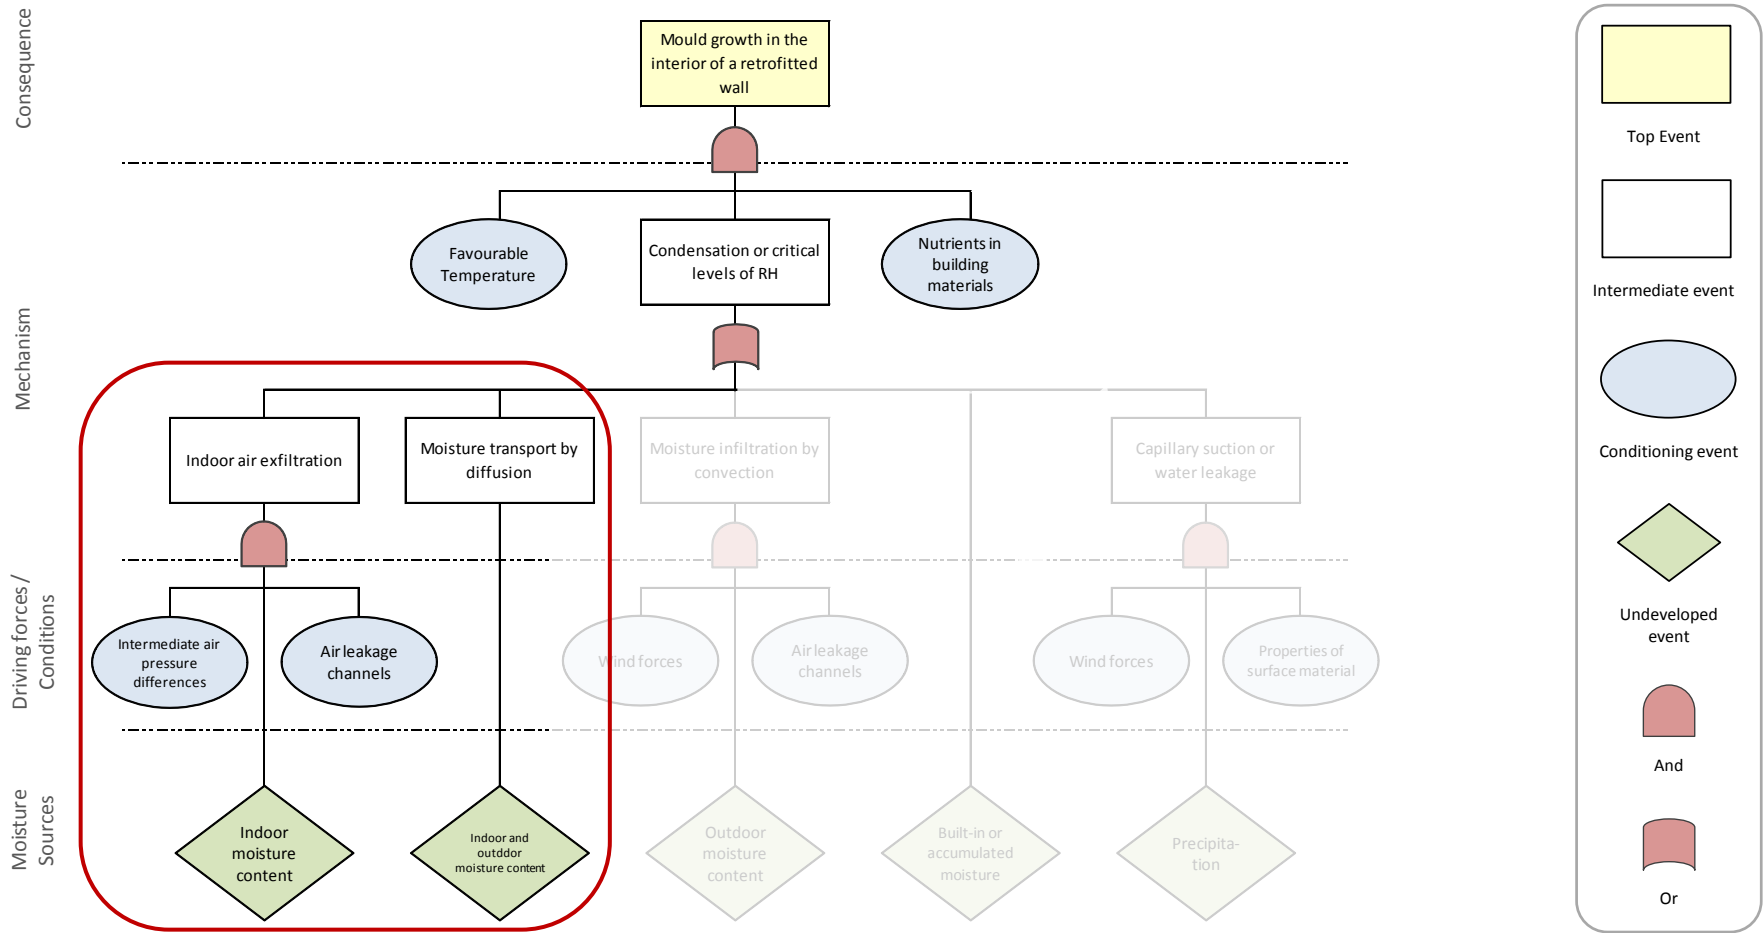 Consequence
Mould growth in the
interior of a retrofitted
wall
Mechanism
Favourable
Temperature
Condensation or critical
levels of RH
Nutrients in
building
materials
Indoor air exfiltration
Moisture transport by
diffusion
Moisture infiltration by
convection
Capillary suction or
water leakage
Driving forces /
Conditions
Intermediate air
pressure
differences
Air leakage
channels
Wind forces
Air leakage
channels
Wind forces
Properties of
surface material
Moisture
Sources
Indoor
moisture
content
Indoor and
outddor
moisture content
Outdoor
moisture
content
Built-in or
accumulated
moisture
Precipita-
tion
Top Event
Intermediate event
Conditioning event
Undeveloped
event
And
Or